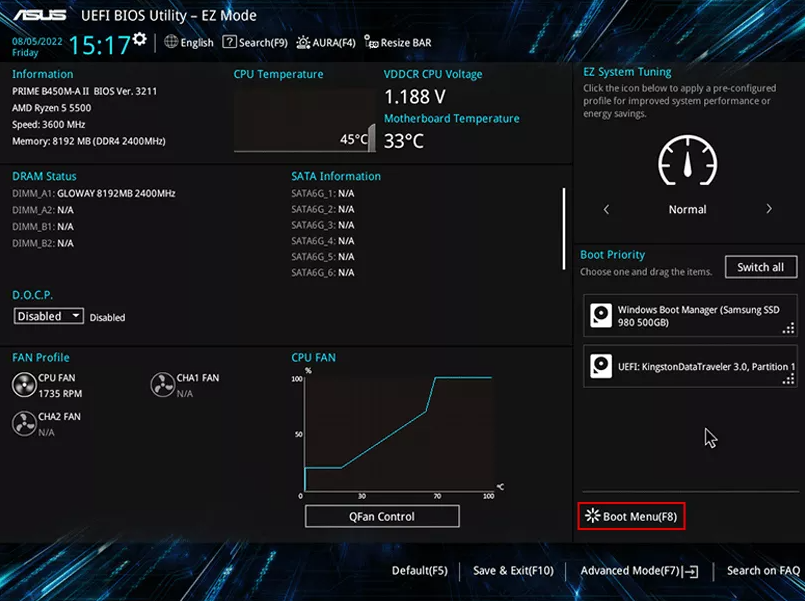 ASUS UEFI BIOS Utility – EZ Mode
08/05/2022
Friday
15:17
English
Search(F9)
AURA(F4)
Resize BAR
Information
PRIME B450M-A II BIOS Ver. 3211
AMD Ryzen 5 5500
Speed: 3600 MHz
Memory: 8192 MB (DDR4 2400MHz)
CPU Temperature
45°C
VDDCR CPU Voltage
1.188 V
Motherboard Temperature
33°C
EZ System Tuning
Click the icon below to apply a pre-configured
profile for improved system performance or
energy savings.
Normal
DRAM Status
DIMM_A1: GLOWAY 8192MB 2400MHz
DIMM_A2: N/A
DIMM_B1: N/A
DIMM_B2: N/A
SATA Information
SATA6G_1: N/A
SATA6G_2: N/A
SATA6G_3: N/A
SATA6G_4: N/A
SATA6G_5: N/A
SATA6G_6: N/A
D.O.C.P.
Disabled
Disabled
Boot Priority
Choose one and drag the items.
Switch all
Windows Boot Manager (Samsung SSD
980 500GB)
UEFI: KingstonDataTraveler 3.0, Partition 1
FAN Profile
CPU FAN
1735 RPM
CHA1 FAN
N/A
CHA2 FAN
N/A
CPU FAN
%
100
50
0
30
70
100
°C
QFan Control
Boot Menu(F8)
Default(F5)
Save & Exit(F10)
Advanced Mode(F7)
Search on FAQ